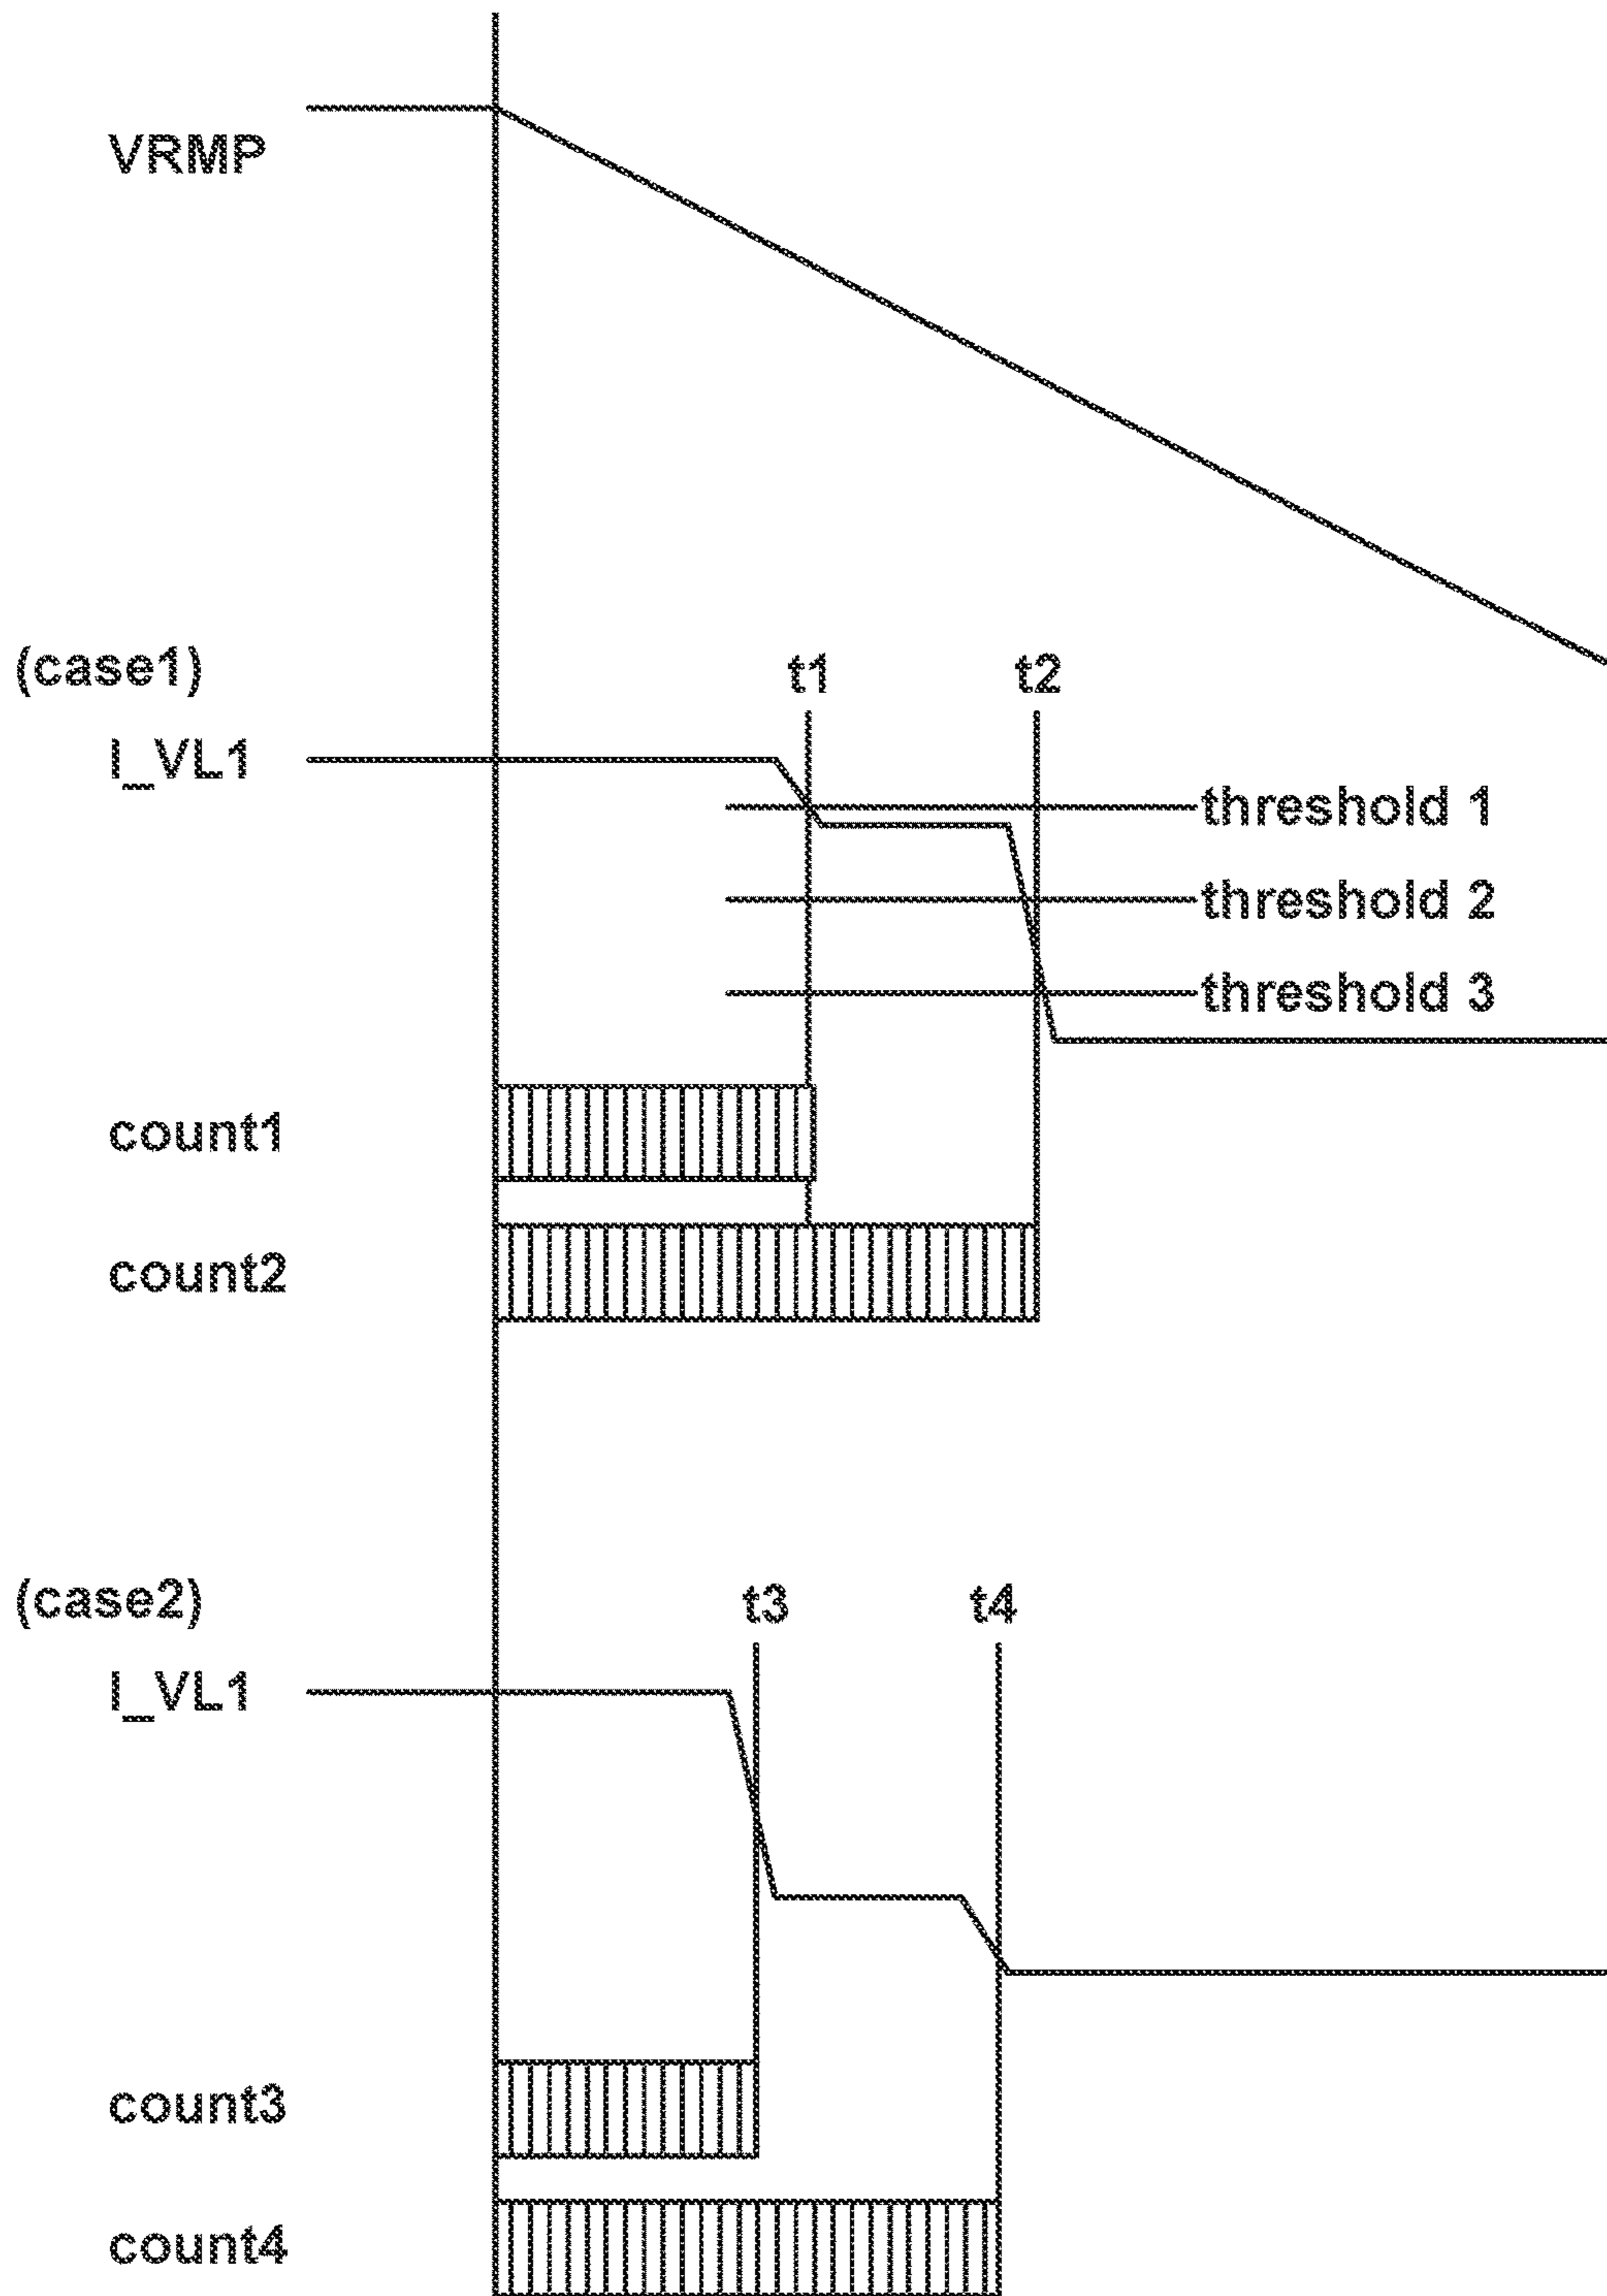 VRMP
(case1)
t1
t2
I_VL1
threshold 1
threshold 2
threshold 3
count1
count2
(case2)
t3
t4
I_VL1
count3
count4